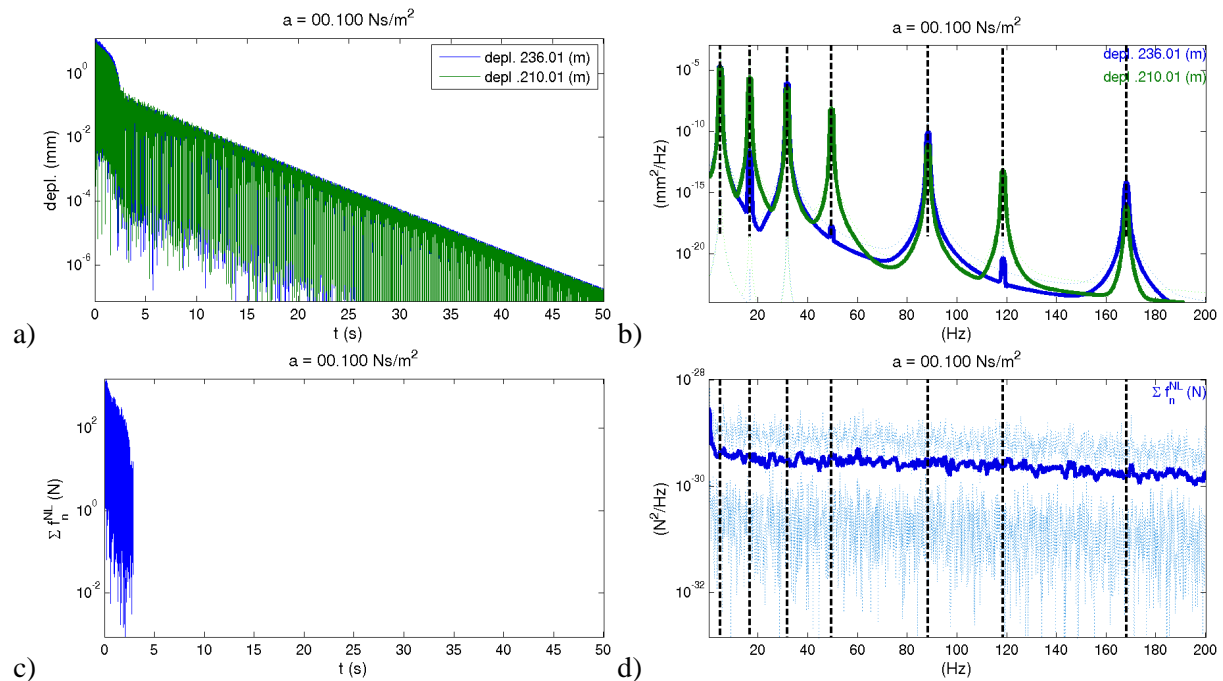 a = 00.100 Ns/m²
depl. 236.01 (m)
depl .210.01 (m)
depl. (mm)
10⁰
10⁻²
10⁻⁴
10⁻⁶
0 5 10 15 20 25 30 35 40 45 50
t (s)
a)
a = 00.100 Ns/m²
depl. 236.01 (m)
depl .210.01 (m)
(mm²/Hz)
10⁻⁵
10⁻¹⁰
10⁻¹⁵
10⁻²⁰
20 40 60 80 100 120 140 160 180 200
(Hz)
b)
a = 00.100 Ns/m²
Σ fₙᴺᴸ (N)
10²
10⁰
10⁻²
0 5 10 15 20 25 30 35 40 45 50
t (s)
c)
a = 00.100 Ns/m²
Σ fₙᴺᴸ (N)
(N²/Hz)
10⁻²⁸
10⁻³⁰
10⁻³²
20 40 60 80 100 120 140 160 180 200
(Hz)
d)